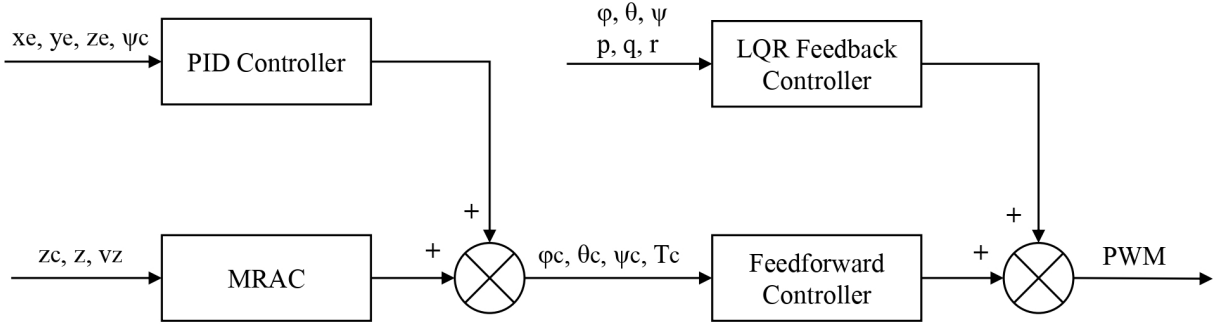 xe, ye, ze, ψc
PID Controller
φ, θ, ψ
p, q, r
LQR Feedback
Controller
+
+
zc, z, vz
MRAC
+
φc, θc, ψc, Tc
Feedforward
Controller
+
PWM